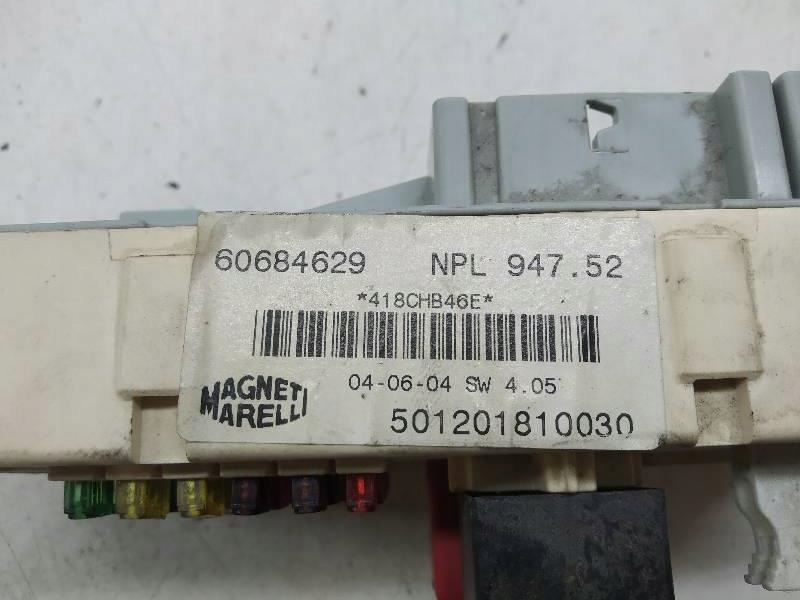 60684629 NPL 947.52
*418CHB46E*
04-06-04 SW 4.05
MAGNETI
MARELLI
501201810030